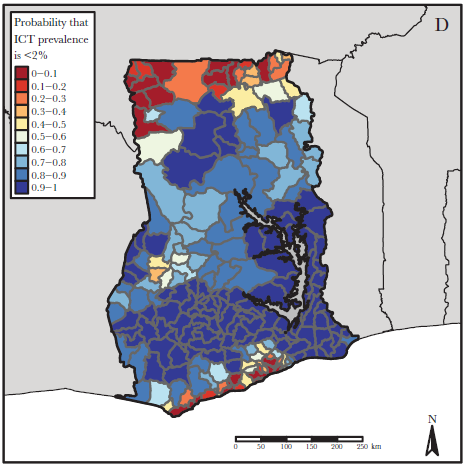 Probability that
ICT prevalence
is <2%
0–0.1
0.1–0.2
0.2–0.3
0.3–0.4
0.4–0.5
0.5–0.6
0.6–0.7
0.7–0.8
0.8–0.9
0.9–1
D
N
0 50 100 150 200 250 km